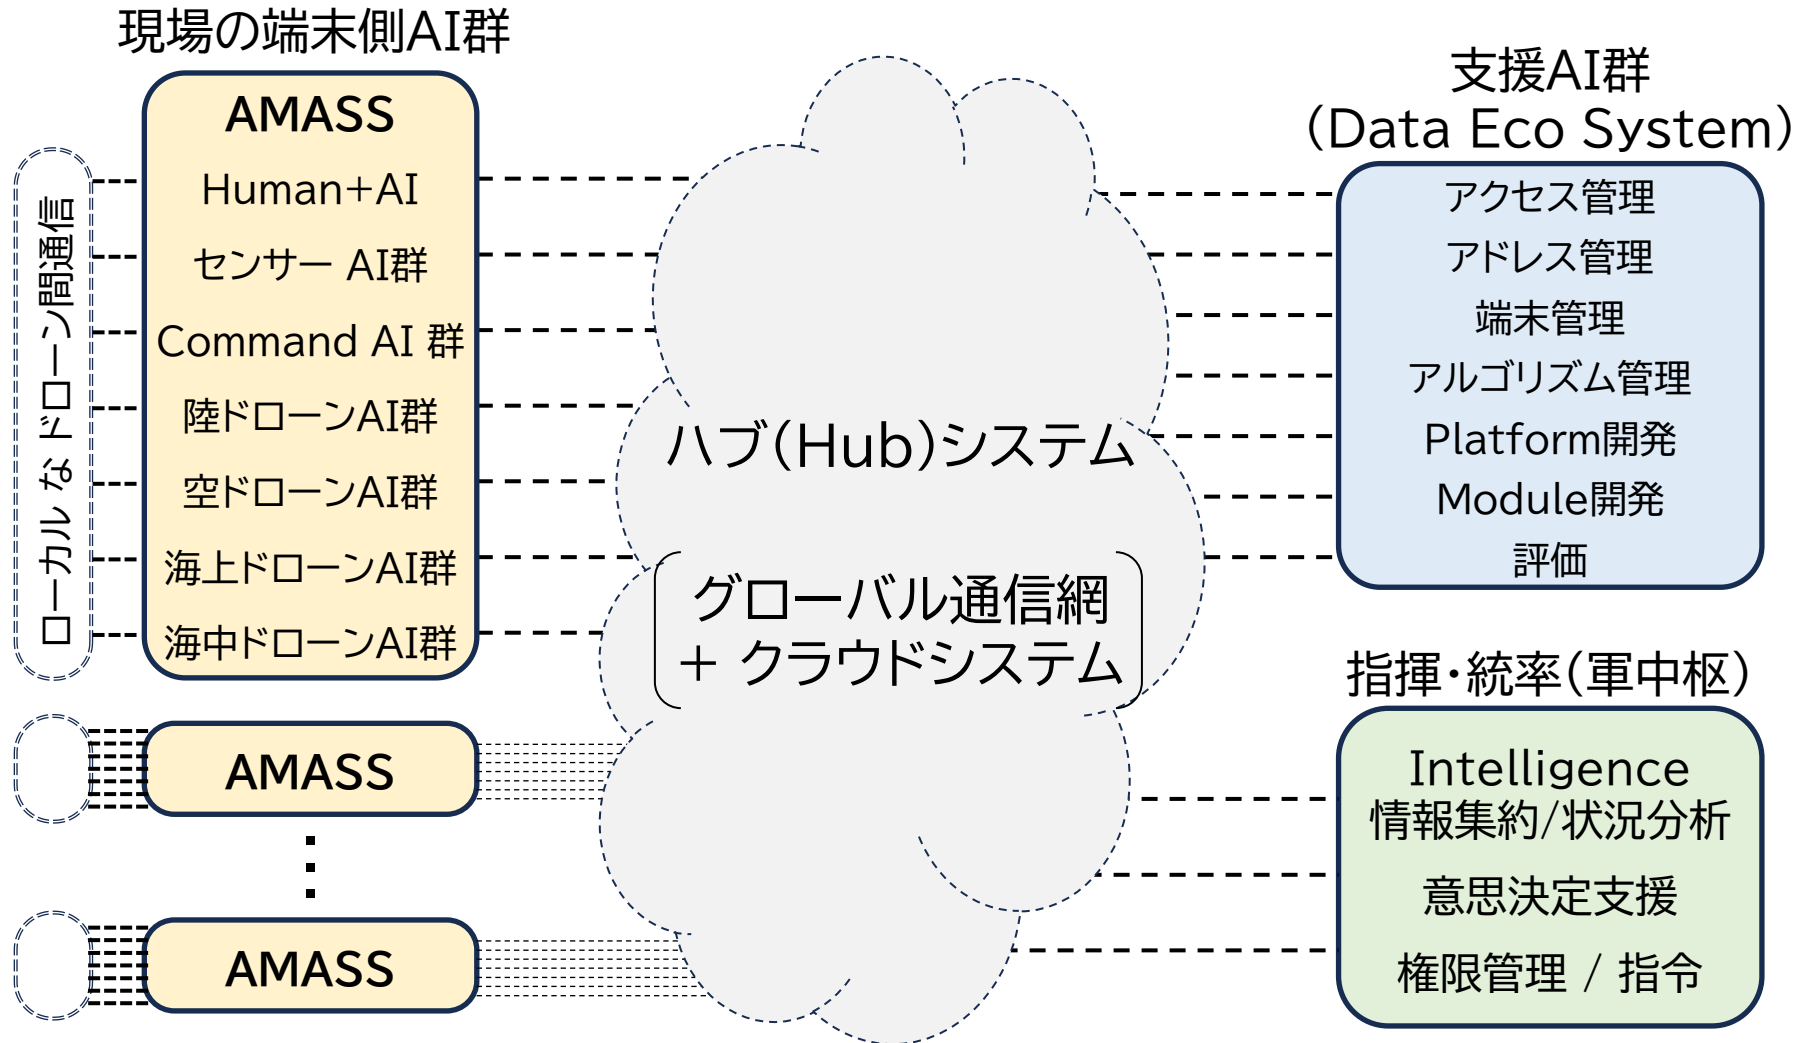 現場の端末側AI群
AMASS
Human+AI
センサー AI群
Command AI 群
陸ドローンAI群
空ドローンAI群
海上ドローンAI群
海中ドローンAI群
ローカル な ドローン間通信
AMASS
AMASS
ハブ(Hub)システム
グローバル通信網
+ クラウドシステム
支援AI群
(Data Eco System)
アクセス管理
アドレス管理
端末管理
アルゴリズム管理
Platform開発
Module開発
評価
指揮・統率(軍中枢)
Intelligence
情報集約/状況分析
意思決定支援
権限管理 / 指令